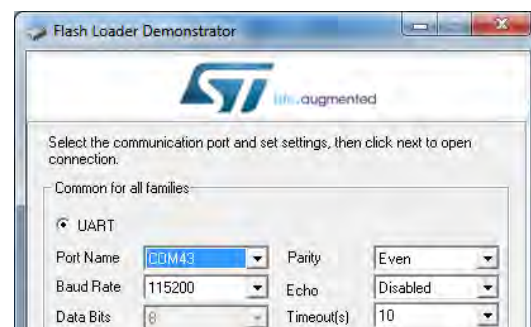 Flash Loader Demonstrator
ST
life.augmented
Select the communication port and set settings, then click next to open
connection.
Common for all families
UART
Port Name COM43 Parity Even
Baud Rate 115200 Echo Disabled
Data Bits 8 Timeout(s) 10